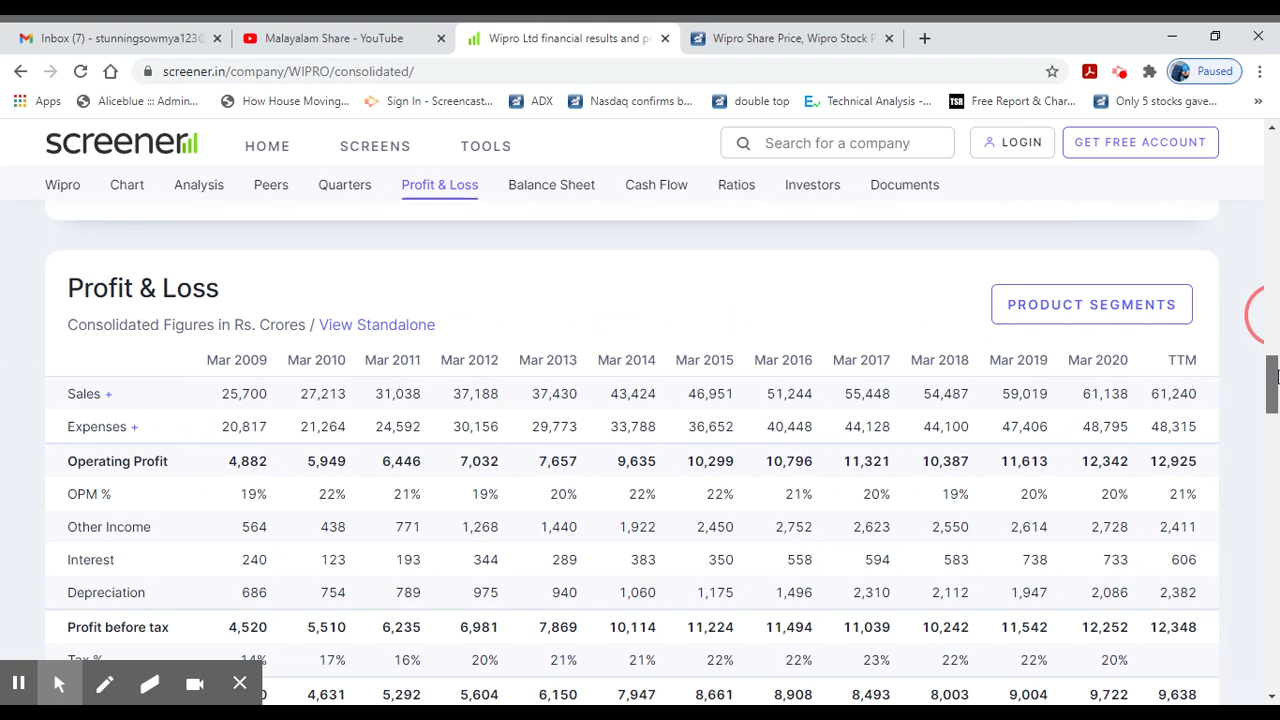 Inbox (7) - stunningsowmya123@ Malayalam Share - YouTube Wipro Ltd financial results and pr Wipro Share Price, Wipro Stock P
screener.in/company/WIPRO/consolidated/ Paused
Apps Aliceblue ::: Admin... How House Moving... Sign In - Screencast... ADX Nasdaq confirms b... double top Technical Analysis -... TSR Free Report & Char... Only 5 stocks gave... »
screener HOME SCREENS TOOLS Search for a company LOGIN GET FREE ACCOUNT
Wipro Chart Analysis Peers Quarters Profit & Loss Balance Sheet Cash Flow Ratios Investors Documents
Profit & Loss
PRODUCT SEGMENTS
Consolidated Figures in Rs. Crores / View Standalone
Mar 2009 Mar 2010 Mar 2011 Mar 2012 Mar 2013 Mar 2014 Mar 2015 Mar 2016 Mar 2017 Mar 2018 Mar 2019 Mar 2020 TTM
Sales + 25,700 27,213 31,038 37,188 37,430 43,424 46,951 51,244 55,448 54,487 59,019 61,138 61,240
Expenses + 20,817 21,264 24,592 30,156 29,773 33,788 36,652 40,448 44,128 44,100 47,406 48,795 48,315
Operating Profit 4,882 5,949 6,446 7,032 7,657 9,635 10,299 10,796 11,321 10,387 11,613 12,342 12,925
OPM % 19% 22% 21% 19% 20% 22% 22% 21% 20% 19% 20% 20% 21%
Other Income 564 438 771 1,268 1,440 1,922 2,450 2,752 2,623 2,550 2,614 2,728 2,411
Interest 240 123 193 344 289 383 350 558 594 583 738 733 606
Depreciation 686 754 789 975 940 1,060 1,175 1,496 2,310 2,112 1,947 2,086 2,382
Profit before tax 4,520 5,510 6,235 6,981 7,869 10,114 11,224 11,494 11,039 10,242 11,542 12,252 12,348
Tax % 14% 17% 16% 20% 21% 21% 22% 22% 23% 22% 22% 20%
4,631 5,292 5,604 6,150 7,947 8,661 8,908 8,493 8,003 9,004 9,722 9,638